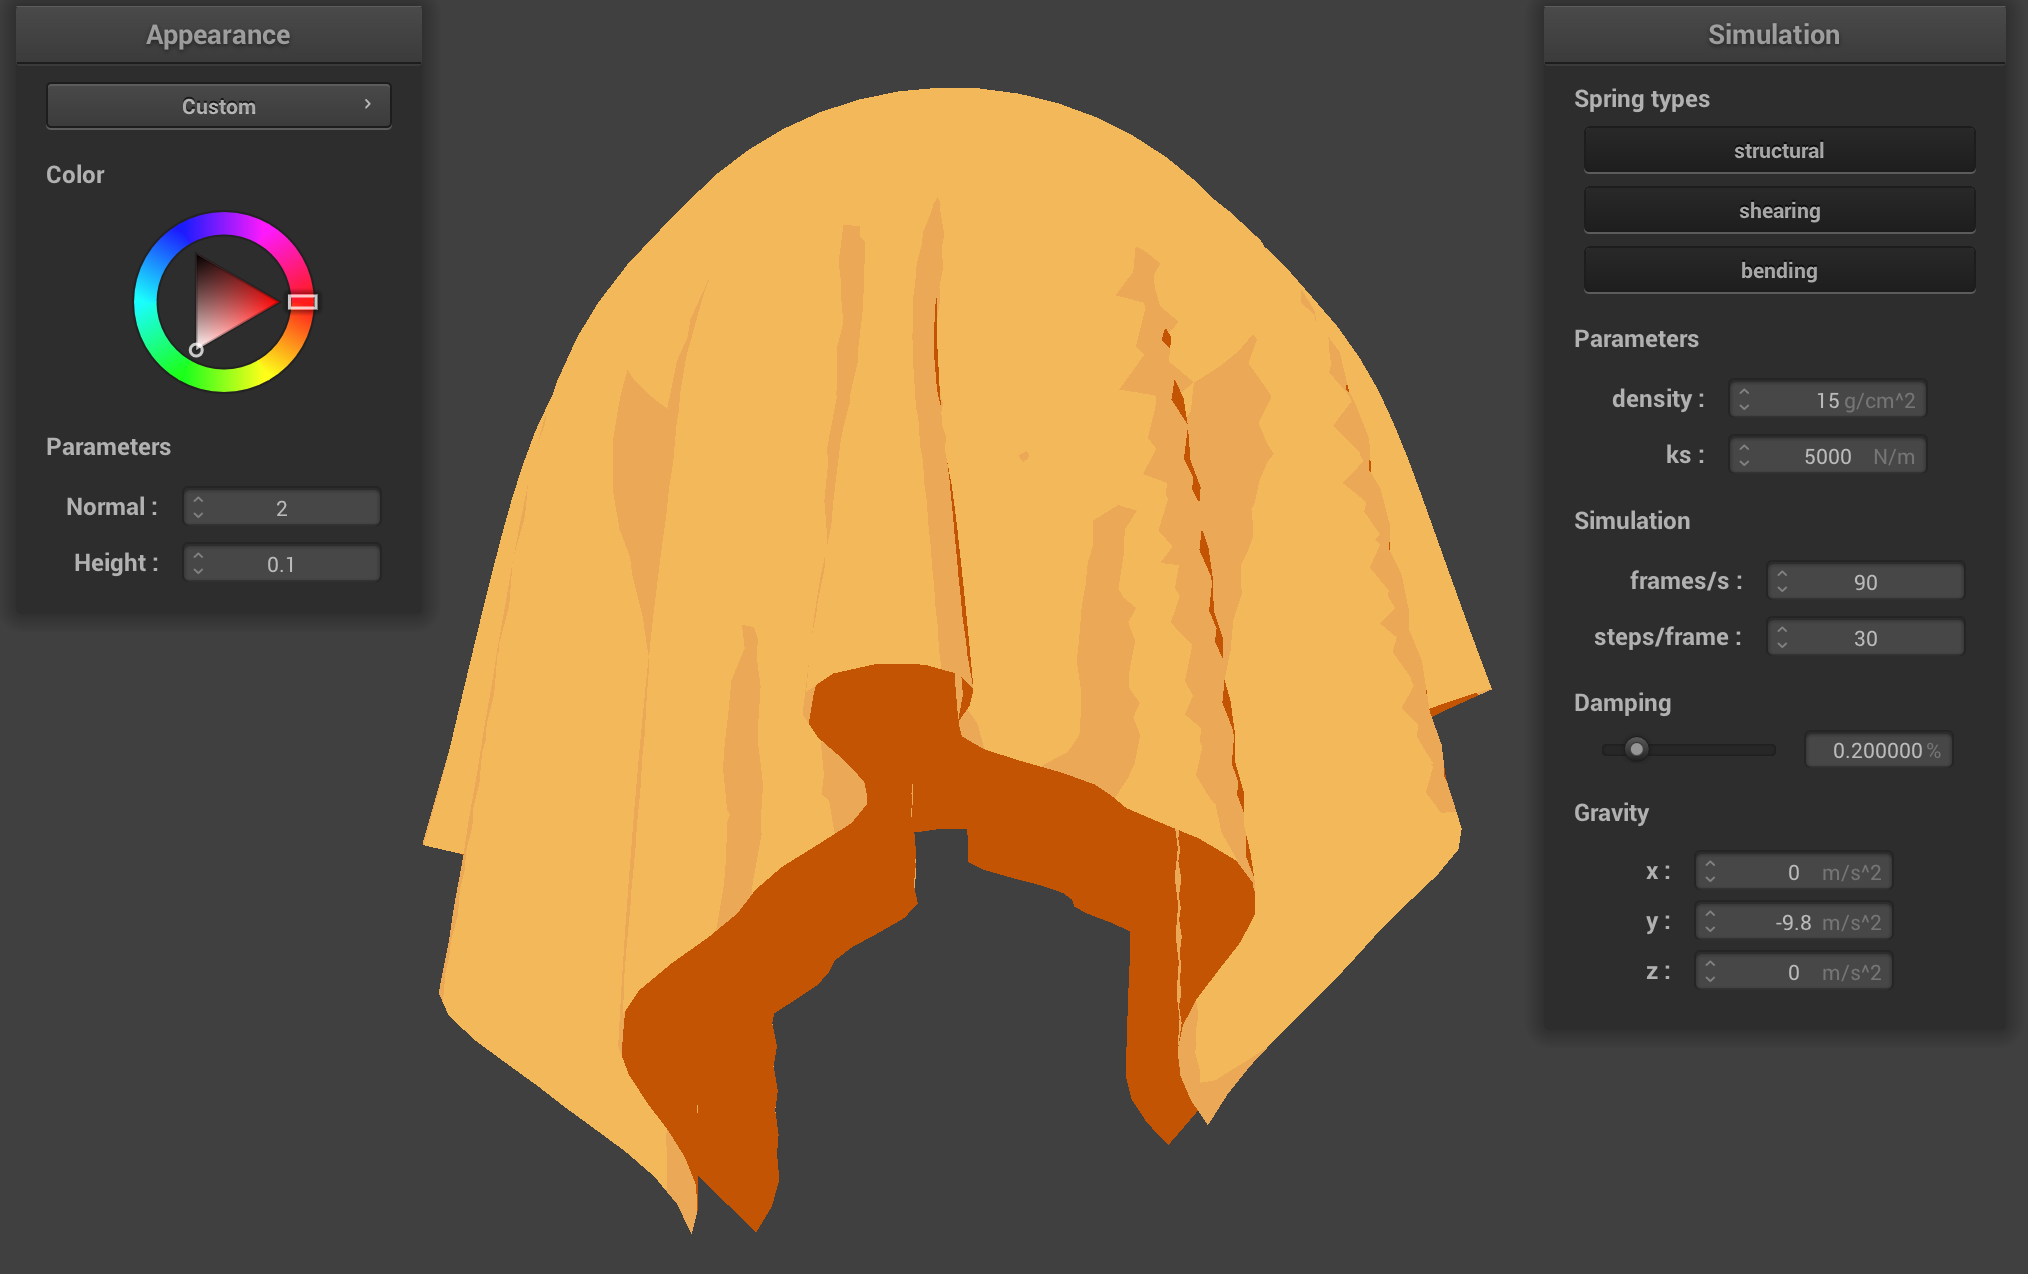 Appearance
Custom ›
Color
Parameters
Normal : 2
Height : 0.1
Simulation
Spring types
structural
shearing
bending
Parameters
density : 15 g/cm^2
ks : 5000 N/m
Simulation
frames/s : 90
steps/frame : 30
Damping
0.200000 %
Gravity
x : 0 m/s^2
y : -9.8 m/s^2
z : 0 m/s^2